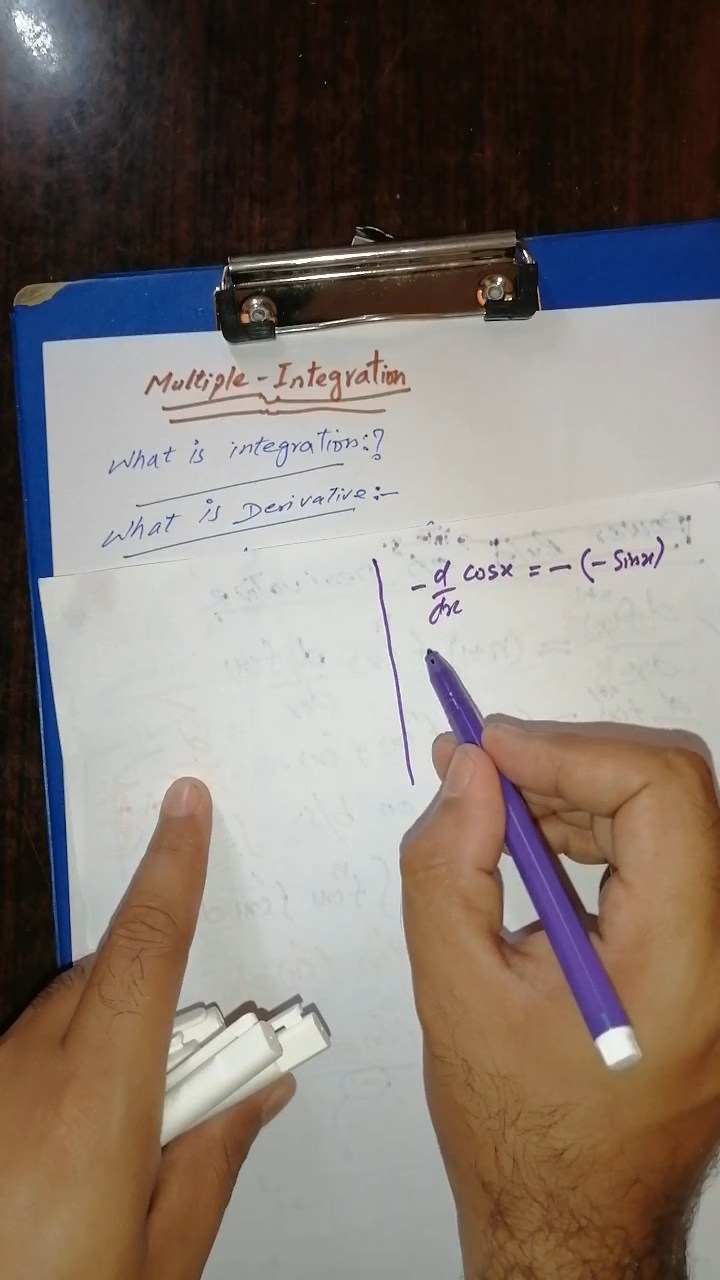 Multiple-Integration
What is integration:?
What is Derivative:-
- d/dx cosx = - (- Sinx)